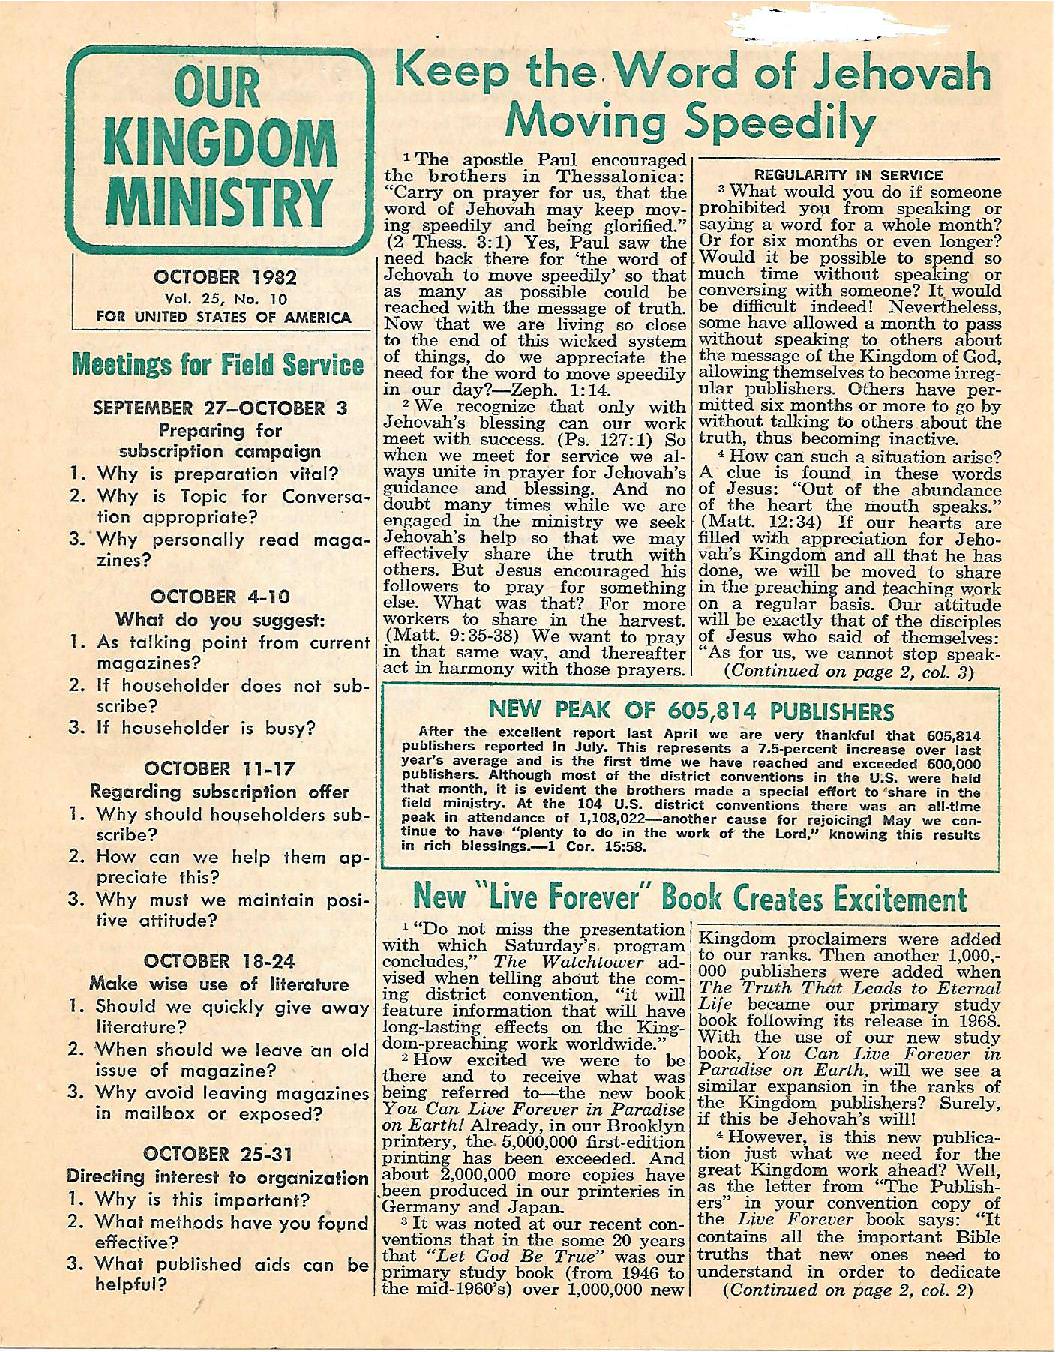 OUR
KINGDOM
MINISTRY
OCTOBER 1982
Vol. 25, No. 10
FOR UNITED STATES OF AMERICA
Meetings for Field Service
SEPTEMBER 27–OCTOBER 3
Preparing for
subscription campaign
1. Why is preparation vital?
2. Why is Topic for Conversa-
tion appropriate?
3. Why personally read maga-
zines?
OCTOBER 4-10
What do you suggest:
1. As talking point from current
magazines?
2. If householder does not sub-
scribe?
3. If householder is busy?
OCTOBER 11-17
Regarding subscription offer
1. Why should householders sub-
scribe?
2. How can we help them ap-
preciate this?
3. Why must we maintain posi-
tive attitude?
OCTOBER 18-24
Make wise use of literature
1. Should we quickly give away
literature?
2. When should we leave an old
issue of magazine?
3. Why avoid leaving magazines
in mailbox or exposed?
OCTOBER 25-31
Directing interest to organization
1. Why is this important?
2. What methods have you found
effective?
3. What published aids can be
helpful?
Keep the Word of Jehovah
Moving Speedily
1 The apostle Paul encouraged
the brothers in Thessalonica:
"Carry on prayer for us, that the
word of Jehovah may keep mov-
ing speedily and being glorified."
(2 Thess. 3:1) Yes, Paul saw the
need back there for 'the word of
Jehovah to move speedily' so that
as many as possible could be
reached with the message of truth.
Now that we are living so close
to the end of this wicked system
of things, do we appreciate the
need for the word to move speedily
in our day?—Zeph. 1:14.
2 We recognize that only with
Jehovah's blessing can our work
meet with success. (Ps. 127:1) So
when we meet for service we al-
ways unite in prayer for Jehovah's
guidance and blessing. And no
doubt many times while we are
engaged in the ministry we seek
Jehovah's help so that we may
effectively share the truth with
others. But Jesus encouraged his
followers to pray for something
else. What was that? For more
workers to share in the harvest.
(Matt. 9:35-38) We want to pray
in that same way, and thereafter
act in harmony with those prayers.
REGULARITY IN SERVICE
3 What would you do if someone
prohibited you from speaking or
saying a word for a whole month?
Or for six months or even longer?
Would it be possible to spend so
much time without speaking or
conversing with someone? It would
be difficult indeed! Nevertheless,
some have allowed a month to pass
without speaking to others about
the message of the Kingdom of God,
allowing themselves to become irreg-
ular publishers. Others have per-
mitted six months or more to go by
without talking to others about the
truth, thus becoming inactive.
4 How can such a situation arise?
A clue is found in these words
of Jesus: "Out of the abundance
of the heart the mouth speaks."
(Matt. 12:34) If our hearts are
filled with appreciation for Jeho-
vah's Kingdom and all that he has
done, we will be moved to share
in the preaching and teaching work
on a regular basis. Our attitude
will be exactly that of the disciples
of Jesus who said of themselves:
"As for us, we cannot stop speak-
(Continued on page 2, col. 3)
NEW PEAK OF 605,814 PUBLISHERS
After the excellent report last April we are very thankful that 605,814
publishers reported in July. This represents a 7.5-percent increase over last
year's average and is the first time we have reached and exceeded 600,000
publishers. Although most of the district conventions in the U.S. were held
that month, it is evident the brothers made a special effort to share in the
field ministry. At the 104 U.S. district conventions there was an all-time
peak in attendance of 1,108,022—another cause for rejoicing! May we con-
tinue to have "plenty to do in the work of the Lord," knowing this results
in rich blessings.—1 Cor. 15:58.
New "Live Forever" Book Creates Excitement
1 "Do not miss the presentation
with which Saturday's program
concludes," The Watchtower ad-
vised when telling about the com-
ing district convention, "it will
feature information that will have
long-lasting effects on the King-
dom-preaching work worldwide."
2 How excited we were to be
there and to receive what was
being referred to—the new book
You Can Live Forever in Paradise
on Earth! Already, in our Brooklyn
printery, the 5,000,000 first-edition
printing has been exceeded. And
about 2,000,000 more copies have
been produced in our printeries in
Germany and Japan.
3 It was noted at our recent con-
ventions that in the some 20 years
that "Let God Be True" was our
primary study book (from 1946 to
the mid-1960's) over 1,000,000 new
Kingdom proclaimers were added
to our ranks. Then another 1,000,-
000 publishers were added when
The Truth That Leads to Eternal
Life became our primary study
book following its release in 1968.
With the use of our new study
book, You Can Live Forever in
Paradise on Earth, will we see a
similar expansion in the ranks of
the Kingdom publishers? Surely,
if this be Jehovah's will!
4 However, is this new publica-
tion just what we need for the
great Kingdom work ahead? Well,
as the letter from "The Publish-
ers" in your convention copy of
the Live Forever book says: "It
contains all the important Bible
truths that new ones need to
understand in order to dedicate
(Continued on page 2, col. 2)